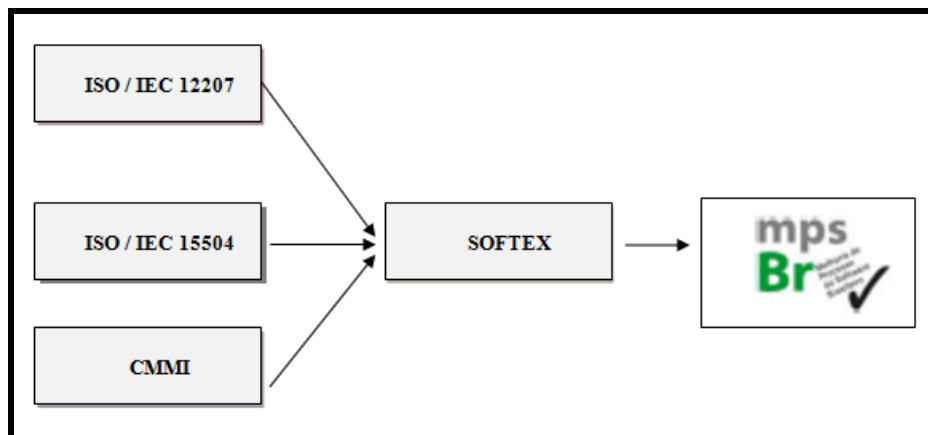 ISO / IEC 12207
ISO / IEC 15504
CMMI
SOFTEX
mps
Br